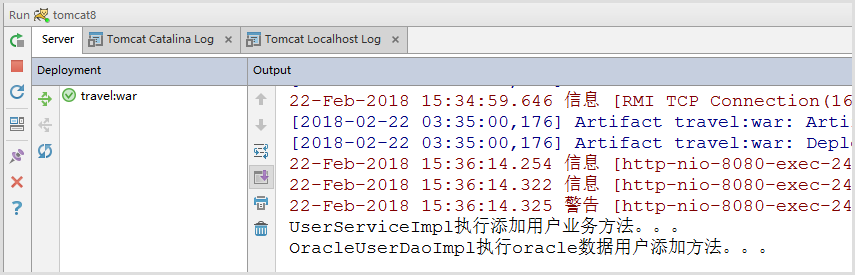 Run tomcat8
Server Tomcat Catalina Log Tomcat Localhost Log
Deployment Output
travel:war
22-Feb-2018 15:34:59.646 信息 [RMI TCP Connection(16
[2018-02-22 03:35:00,176] Artifact travel:war: Arti
[2018-02-22 03:35:00,176] Artifact travel:war: Depl
22-Feb-2018 15:36:14.254 信息 [http-nio-8080-exec-24
22-Feb-2018 15:36:14.322 信息 [http-nio-8080-exec-24
22-Feb-2018 15:36:14.325 警告 [http-nio-8080-exec-24
UserServiceImpl执行添加用户业务方法。。。
OracleUserDaoImpl执行oracle数据用户添加方法。。。